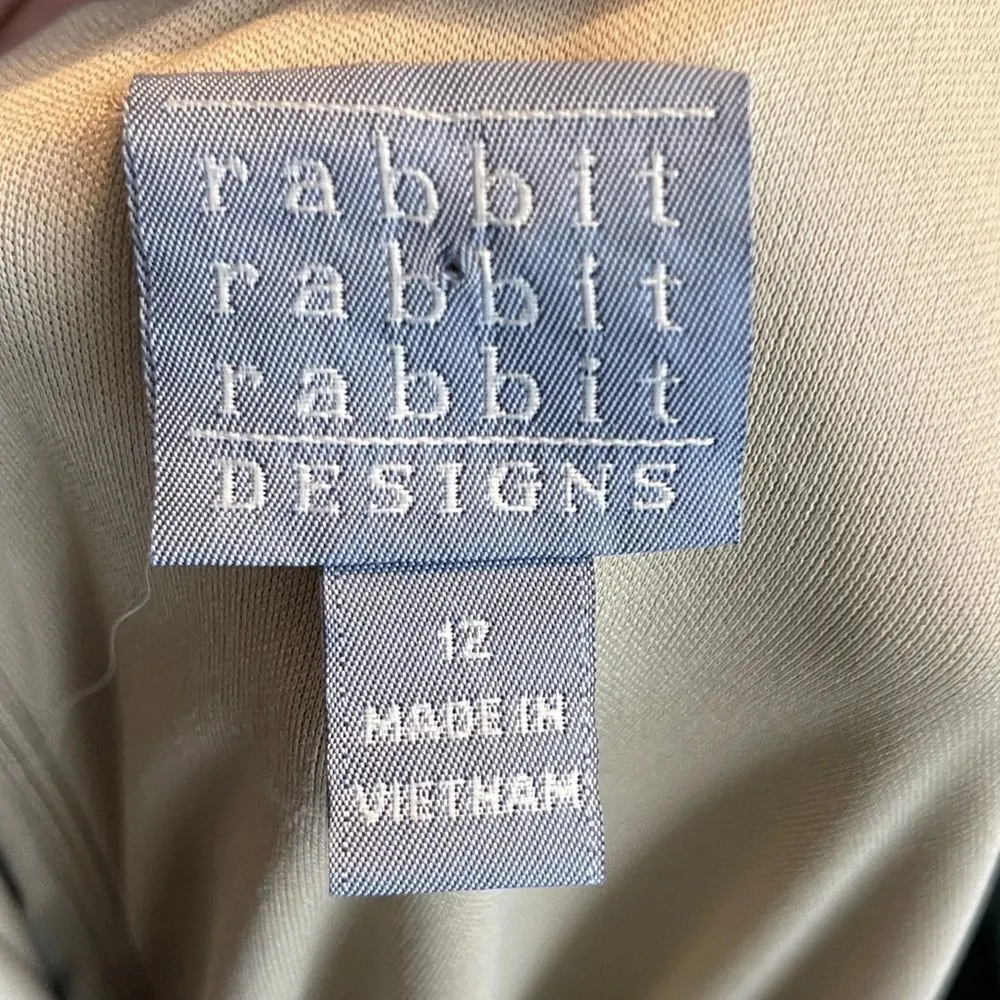 rabbit
rabbit
rabbit
DESIGNS
12
MADE IN
VIETNAM